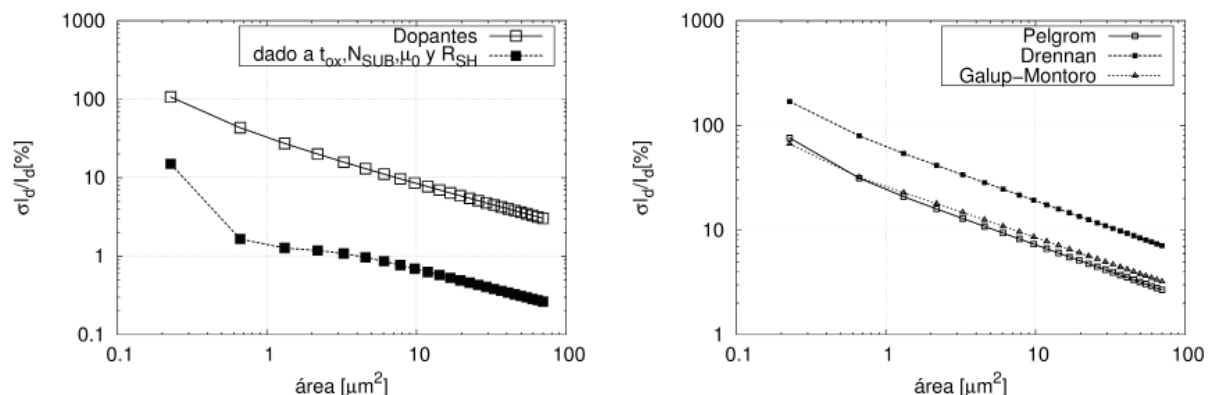 1000
100
10
1
0.1
σI_d/I_d[%]
Dopantes
dado a t_ox,N_SUB,μ_0 y R_SH
0.1 1 10 100
área [μm²]
1000
100
10
1
σI_d/I_d[%]
Pelgrom
Drennan
Galup-Montoro
0.1 1 10 100
área [μm²]